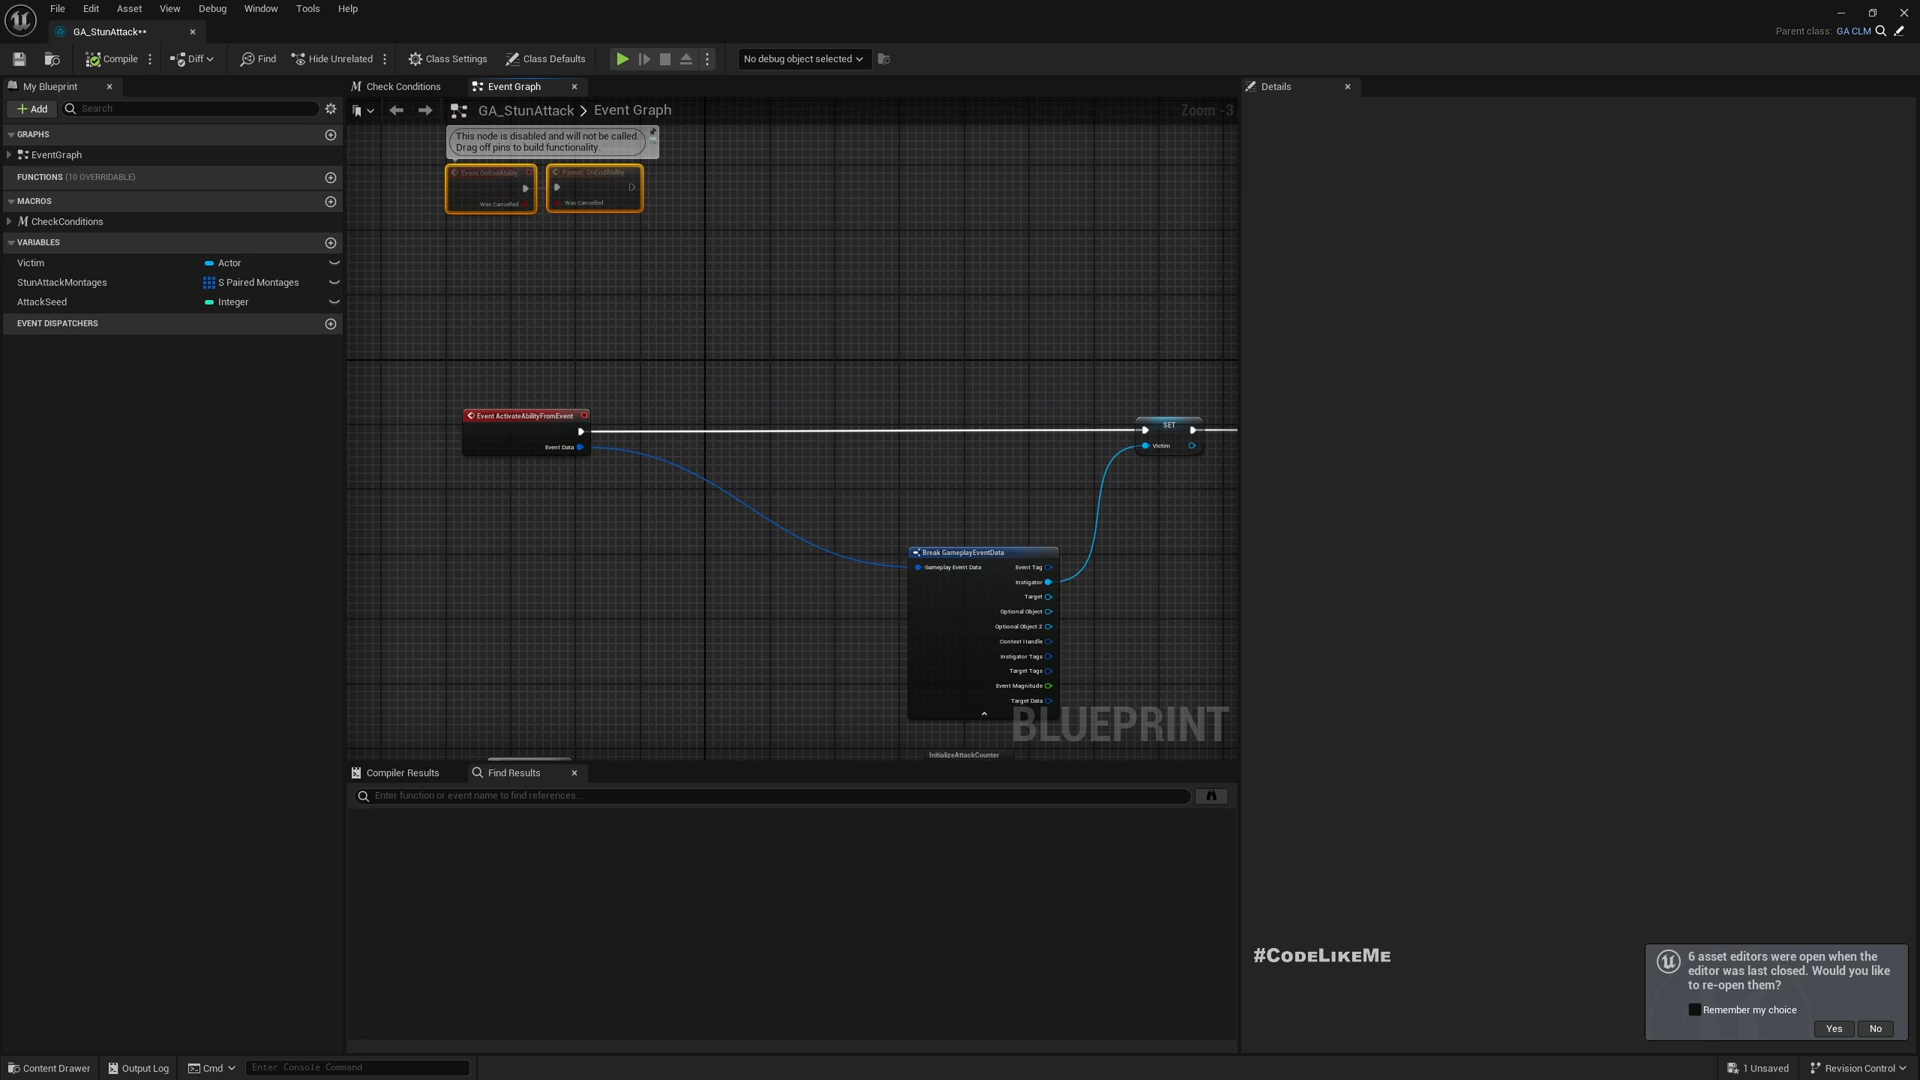 File Edit Asset View Debug Window Tools Help
GA_StunAttack**
Parent class: GA CLM
Compile Diff Find Hide Unrelated Class Settings Class Defaults No debug object selected
My Blueprint
Check Conditions Event Graph
Details
Add Search
GA_StunAttack > Event Graph
Zoom -3
GRAPHS
EventGraph
FUNCTIONS (10 OVERRIDABLE)
MACROS
CheckConditions
VARIABLES
Victim Actor
StunAttackMontages S Paired Montages
AttackSeed Integer
EVENT DISPATCHERS
This node is disabled and will not be called.
Drag off pins to build functionality.
Event OnEndAbility
Was Cancelled
Parent: OnEndAbility
Was Cancelled
Event ActivateAbilityFromEvent
Event Data
SET
Victim
Break GameplayEventData
Gameplay Event Data Event Tag
Instigator
Target
Optional Object
Optional Object 2
Context Handle
Instigator Tags
Target Tags
Event Magnitude
Target Data
BLUEPRINT
InitializeAttackCounter
Compiler Results Find Results
Enter function or event name to find references...
#CodeLikeMe
6 asset editors were open when the
editor was last closed. Would you like
to re-open them?
Remember my choice
Yes No
Content Drawer Output Log Cmd Enter Console Command 1 Unsaved Revision Control